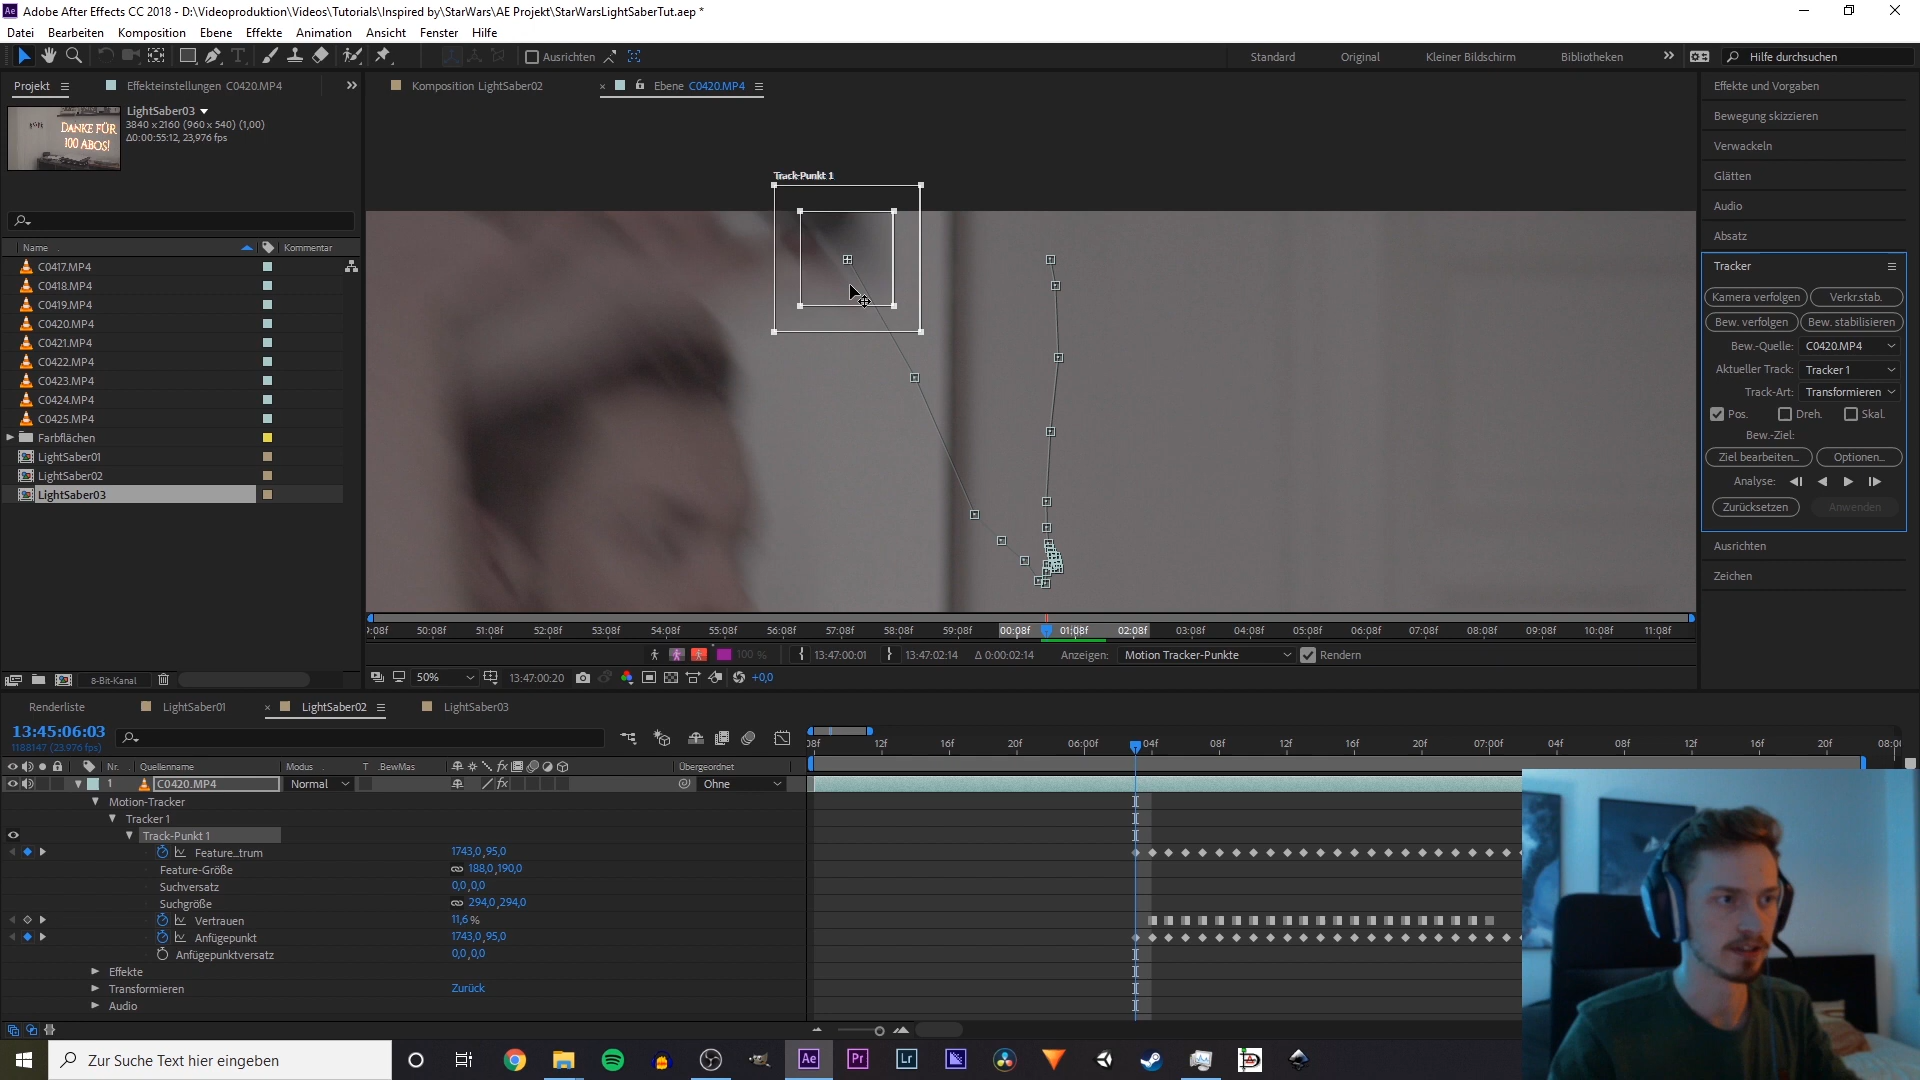 Adobe After Effects CC 2018 - D:\Videoproduktion\Videos\Tutorials\Inspired by\StarWars\AE Projekt\StarWarsLightSaberTut.aep *
Datei Bearbeiten Komposition Ebene Effekte Animation Ansicht Fenster Hilfe
Ausrichten Standard Original Kleiner Bildschirm Bibliotheken Hilfe durchsuchen
Projekt Effekteinstellungen C0420.MP4 Komposition LightSaber02 Ebene C0420.MP4
LightSaber03
3840 x 2160 (960 x 540) (1,00)
Δ0:00:55:12, 23,976 fps
DANKE FÜR
100 ABOS!
Name Kommentar
C0417.MP4
C0418.MP4
C0419.MP4
C0420.MP4
C0421.MP4
C0422.MP4
C0423.MP4
C0424.MP4
C0425.MP4
Farbflächen
LightSaber01
LightSaber02
LightSaber03
8-Bit-Kanal
Track-Punkt 1
50:08f 51:08f 52:08f 53:08f 54:08f 55:08f 56:08f 57:08f 58:08f 59:08f 00:08f 01:08f 02:08f 03:08f 04:08f 05:08f 06:08f 07:08f 08:08f 09:08f 10:08f 11:08f
100 % 13:47:00:01 13:47:02:14 Δ 0:00:02:14 Anzeigen: Motion Tracker-Punkte Rendern
50% 13:47:00:20 +0,0
Effekte und Vorgaben
Bewegung skizzieren
Verwackeln
Glätten
Audio
Absatz
Tracker
Kamera verfolgen Verkr.stab.
Bew. verfolgen Bew. stabilisieren
Bew.-Quelle: C0420.MP4
Aktueller Track: Tracker 1
Track-Art: Transformieren
Pos. Dreh. Skal.
Bew.-Ziel:
Ziel bearbeiten... Optionen...
Analyse:
Zurücksetzen Anwenden
Ausrichten
Zeichen
Renderliste LightSaber01 LightSaber02 LightSaber03
13:45:06:03
1188147 (23.976 fps)
12f 16f 20f 06:00f 04f 08f 12f 16f 20f 07:00f 04f 08f 12f 16f 20f
Nr. Quellenname Modus T .BewMas Übergeordnet
1 C0420.MP4 Normal Ohne
Motion-Tracker
Tracker 1
Track-Punkt 1
Feature...trum 1743,0,95,0
Feature-Größe 188,0,190,0
Suchversatz 0,0,0,0
Suchgröße 294,0,294,0
Vertrauen 11,6%
Anfügepunkt 1743,0,95,0
Anfügepunktversatz 0,0,0,0
Effekte
Transformieren Zurück
Audio
Zur Suche Text hier eingeben
Ae Pr Lr